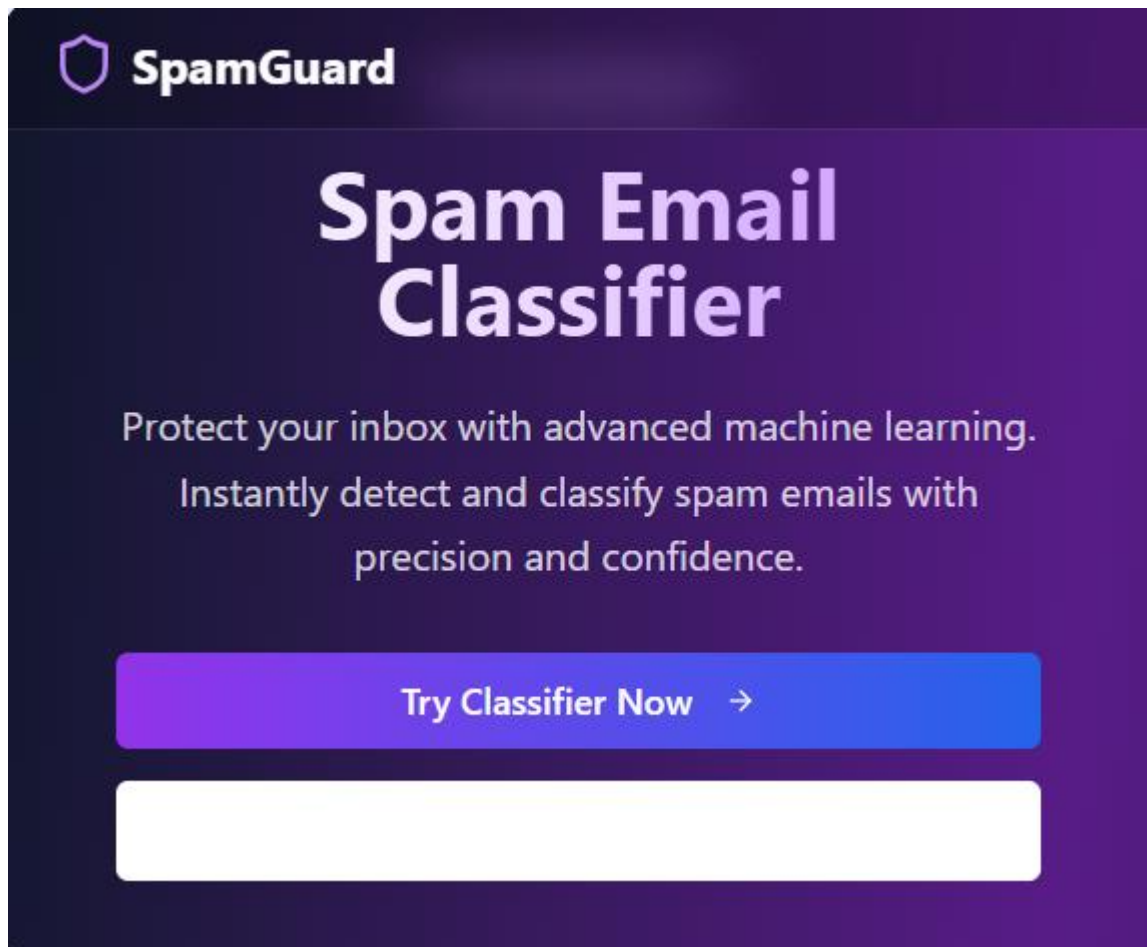 SpamGuard
Spam Email
Classifier
Protect your inbox with advanced machine learning.
Instantly detect and classify spam emails with
precision and confidence.
Try Classifier Now →